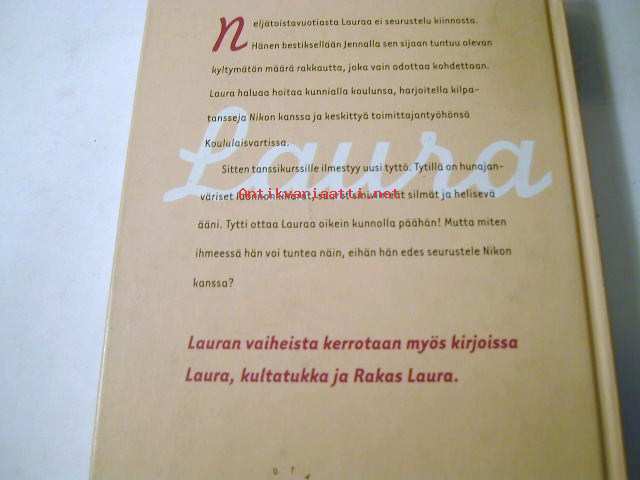 Neljätoistavuotiasta Lauraa ei seurustelu kiinnosta.
Hänen bestiksellään Jennalla sen sijaan tuntuu olevan
kyltymätön määrä rakkautta, joka vain odottaa kohdettaan.
Laura haluaa hoitaa kunnialla koulunsa, harjoitella kilpa-
tansseja Nikon kanssa ja keskittyä toimittajantyöhönsä
Koululaisvartissa.
Laura
Sitten tanssikurssille ilmestyy uusi tyttö. Tytillä on hunajan-
Antikvariaatti.net
väriset silmät ja helisevä
ääni. Tytti ottaa Lauraa oikein kunnolla päähän! Mutta miten
ihmeessä hän voi tuntea näin, eihän hän edes seurustele Nikon
kanssa?
Lauran vaiheista kerrotaan myös kirjoissa
Laura, kultatukka ja Rakas Laura.